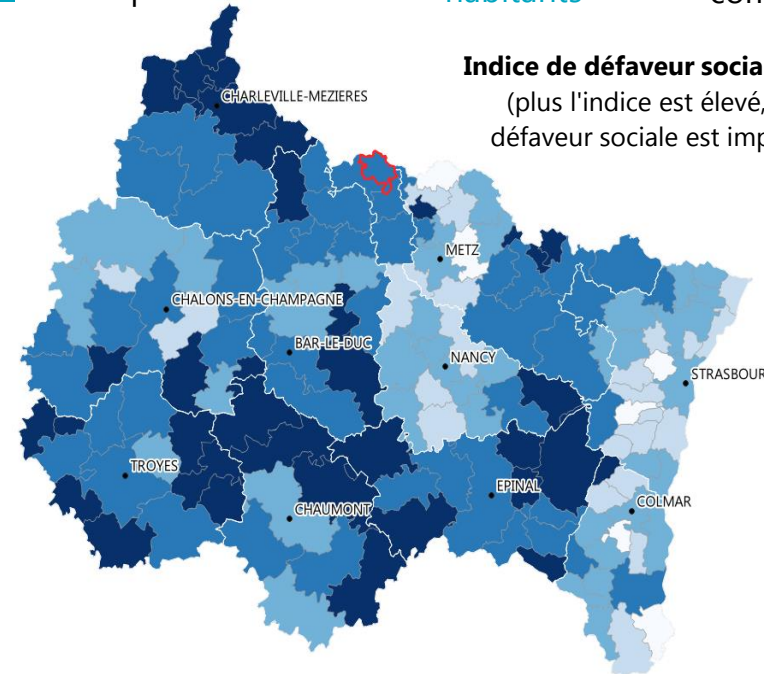 Indice de défaveur socia
(plus l'indice est élevé,
défaveur sociale est imp
CHARLEVILLE-MEZIERES
METZ
CHALONS-EN-CHAMPAGNE
BAR-LE-DUC
NANCY
STRASBOUR
TROYES
EPINAL
CHAUMONT
COLMAR